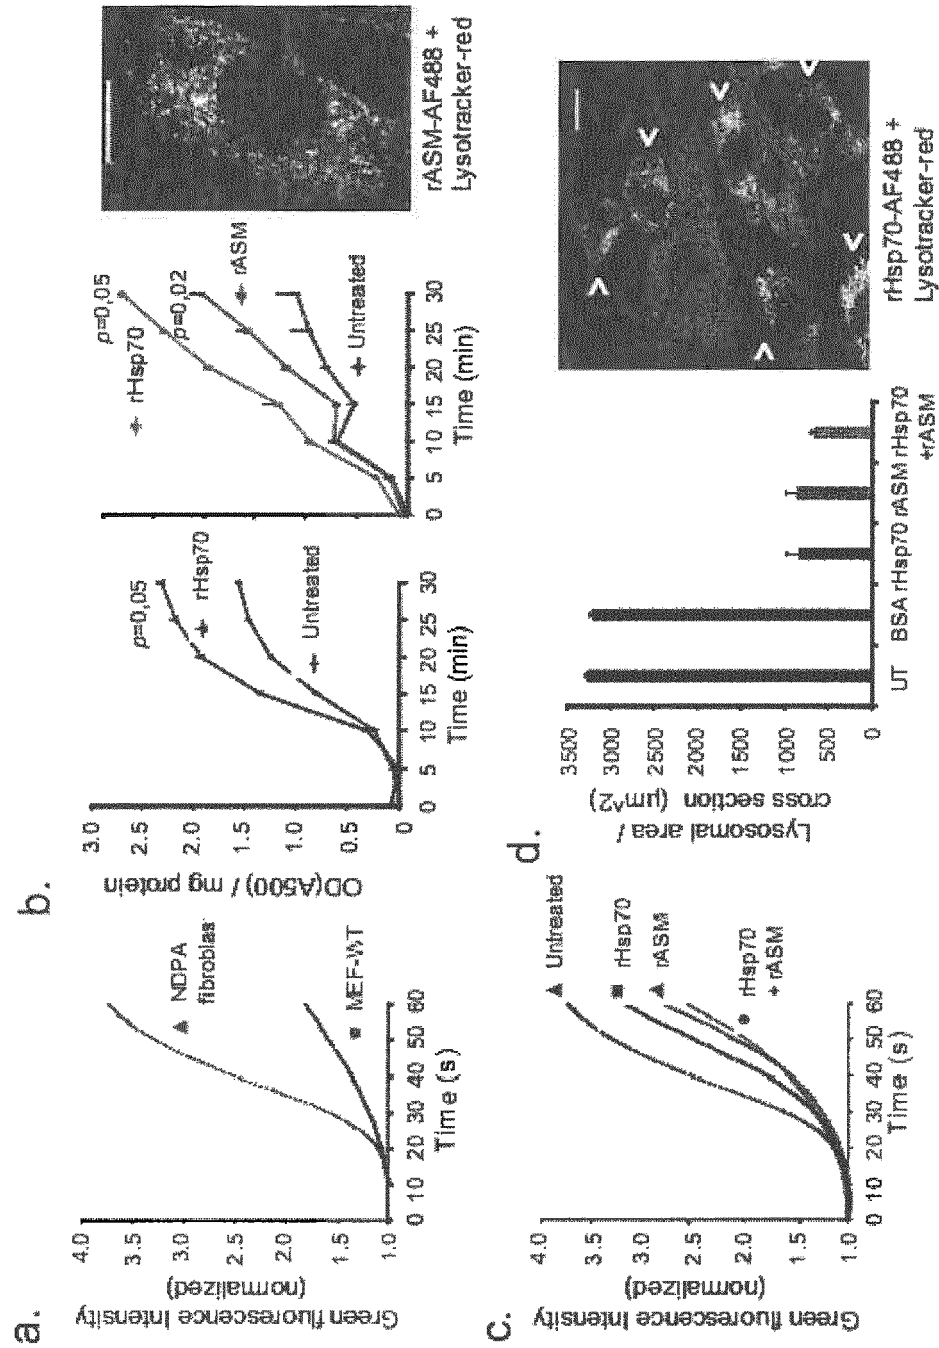 a.
Green fluorescence Intensity
(normalized)
4.0
3.5
3.0
2.5
2.0
1.5
1.0
0 10 20 30 40 50 60
Time (s)
NDPA
fibroblas
MEF-WT
b.
OD(A500) / mg protein
3.0
2.5
2.0
1.5
1.0
0.5
0
0 5 10 15 20 25 30
Time (min)
p=0,05
rHsp70
Untreated
0 5 10 15 20 25 30
Time (min)
rHsp70
p=0,05
p=0,02
rASM
Untreated
rASM-AF488 +
Lysotracker-red
c.
Green fluorescence Intensity
(normalized)
4.0
3.5
3.0
2.5
2.0
1.5
1.0
0 10 20 30 40 50 60
Time (s)
Untreated
rHsp70
rASM
rHsp70
+ rASM
d.
Lysosomal area /
cross section (µm^2)
3500
3000
2500
2000
1500
1000
500
0
UT BSA rHsp70 rASM rHsp70
+rASM
rHsp70-AF488 +
Lysotracker-red